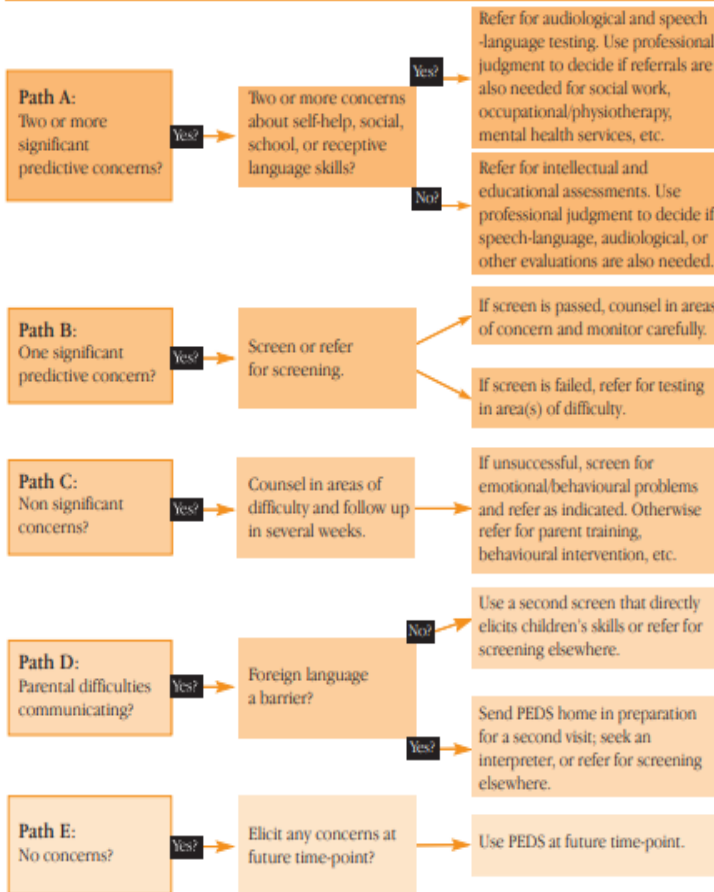 Path A:
Two or more
significant
predictive concerns?
Yes?
Two or more concerns
about self-help, social,
school, or receptive
language skills?
Yes?
Refer for audiological and speech
-language testing. Use professional
judgment to decide if referrals are
also needed for social work,
occupational/physiotherapy,
mental health services, etc.
No?
Refer for intellectual and
educational assessments. Use
professional judgment to decide if
speech-language, audiological, or
other evaluations are also needed.
Path B:
One significant
predictive concern?
Yes?
Screen or refer
for screening.
If screen is passed, counsel in areas
of concern and monitor carefully.
If screen is failed, refer for testing
in area(s) of difficulty.
Path C:
Non significant
concerns?
Yes?
Counsel in areas of
difficulty and follow up
in several weeks.
If unsuccessful, screen for
emotional/behavioural problems
and refer as indicated. Otherwise
refer for parent training,
behavioural intervention, etc.
Path D:
Parental difficulties
communicating?
Yes?
Foreign language
a barrier?
No?
Use a second screen that directly
elicits children's skills or refer for
screening elsewhere.
Yes?
Send PEDS home in preparation
for a second visit; seek an
interpreter, or refer for screening
elsewhere.
Path E:
No concerns?
Yes?
Elicit any concerns at
future time-point?
Use PEDS at future time-point.